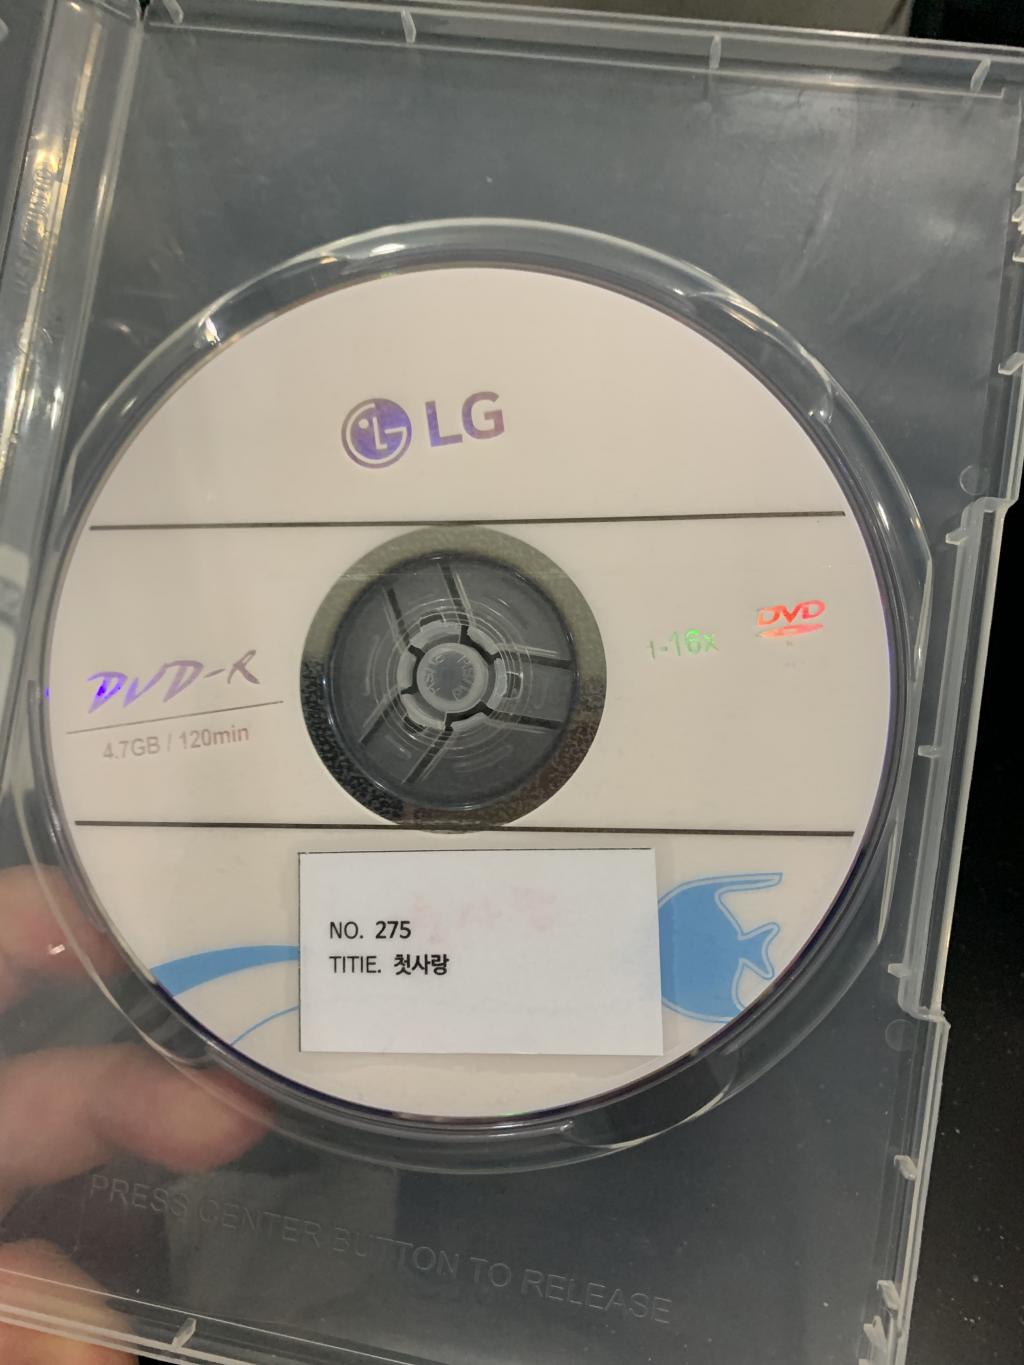 LG
DVD-R
4.7GB / 120min
1-16x
DVD
R
NO. 275
TITIE. 첫사랑
PRESS CENTER BUTTON TO RELEASE